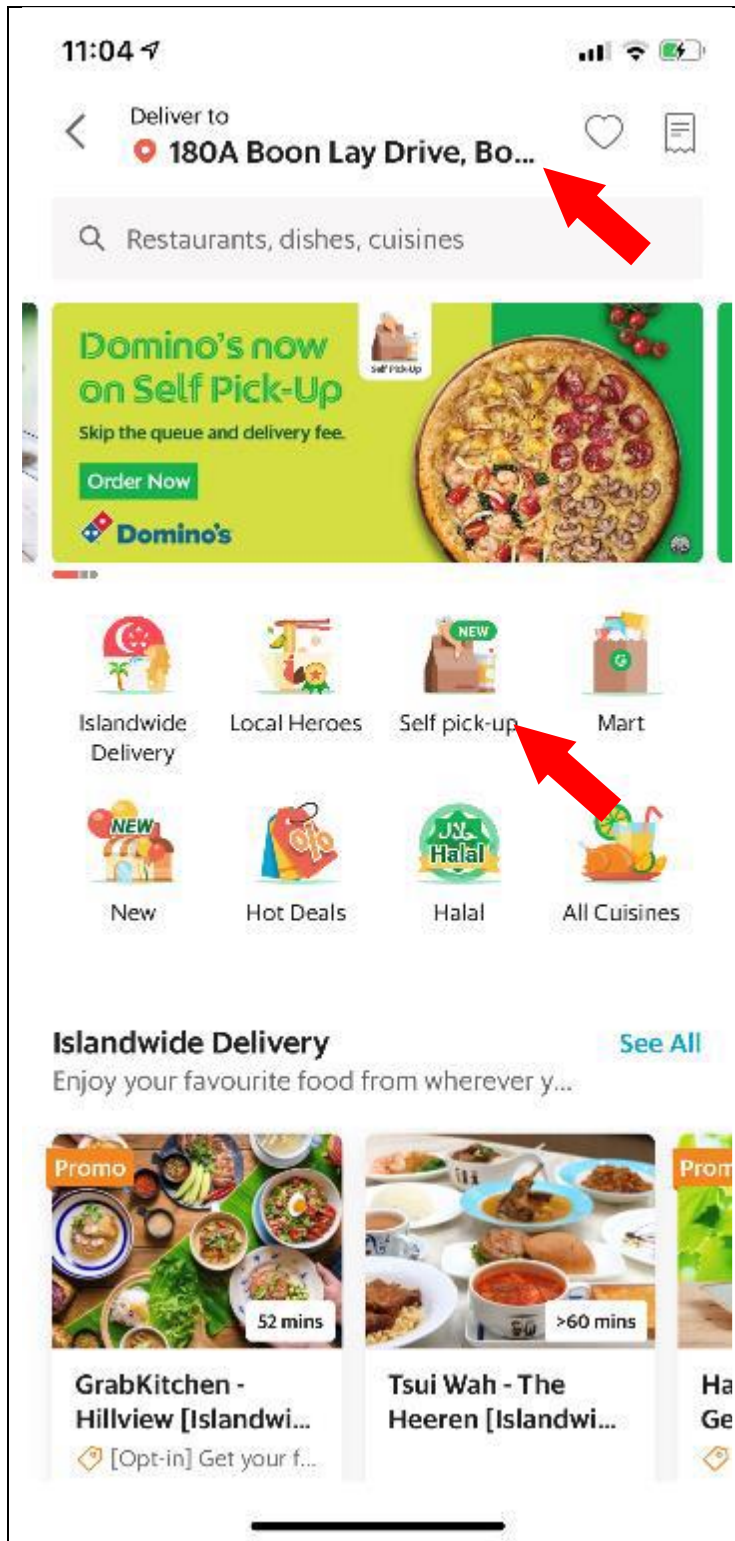 11:04
Deliver to
180A Boon Lay Drive, Bo...
Restaurants, dishes, cuisines
Domino's now
on Self Pick-Up
Self Pick-Up
Skip the queue and delivery fee.
Order Now
Domino's
NEW
G
Islandwide
Delivery
Local Heroes
Self pick-up
Mart
NEW
%
Halal
New
Hot Deals
Halal
All Cuisines
Islandwide Delivery
See All
Enjoy your favourite food from wherever y...
Promo
52 mins
>60 mins
Prom
GrabKitchen -
Hillview [Islandwi...
[Opt-in] Get your f...
Tsui Wah - The
Heeren [Islandwi...
Ha
Ge